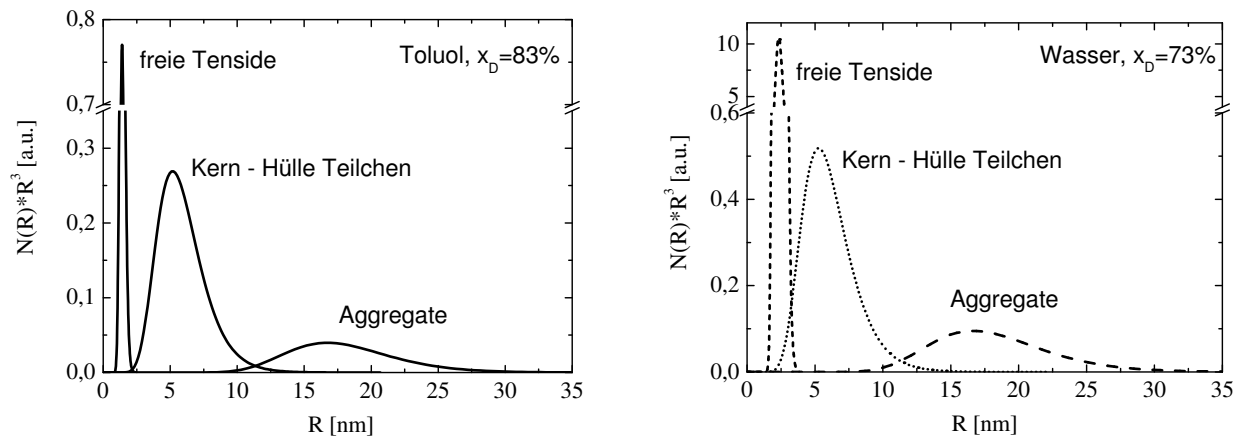 0,8
Toluol, x_D=83%
freie Tenside
0,7
0,3
Kern - Hülle Teilchen
0,2
0,1
Aggregate
0,0
0 5 10 15 20 25 30 35
R [nm]
N(R)*R³ [a.u.]
10
Wasser, x_D=73%
freie Tenside
5
0,6
Kern - Hülle Teilchen
0,4
0,2
Aggregate
0,0
0 5 10 15 20 25 30 35
R [nm]
N(R)*R³ [a.u.]